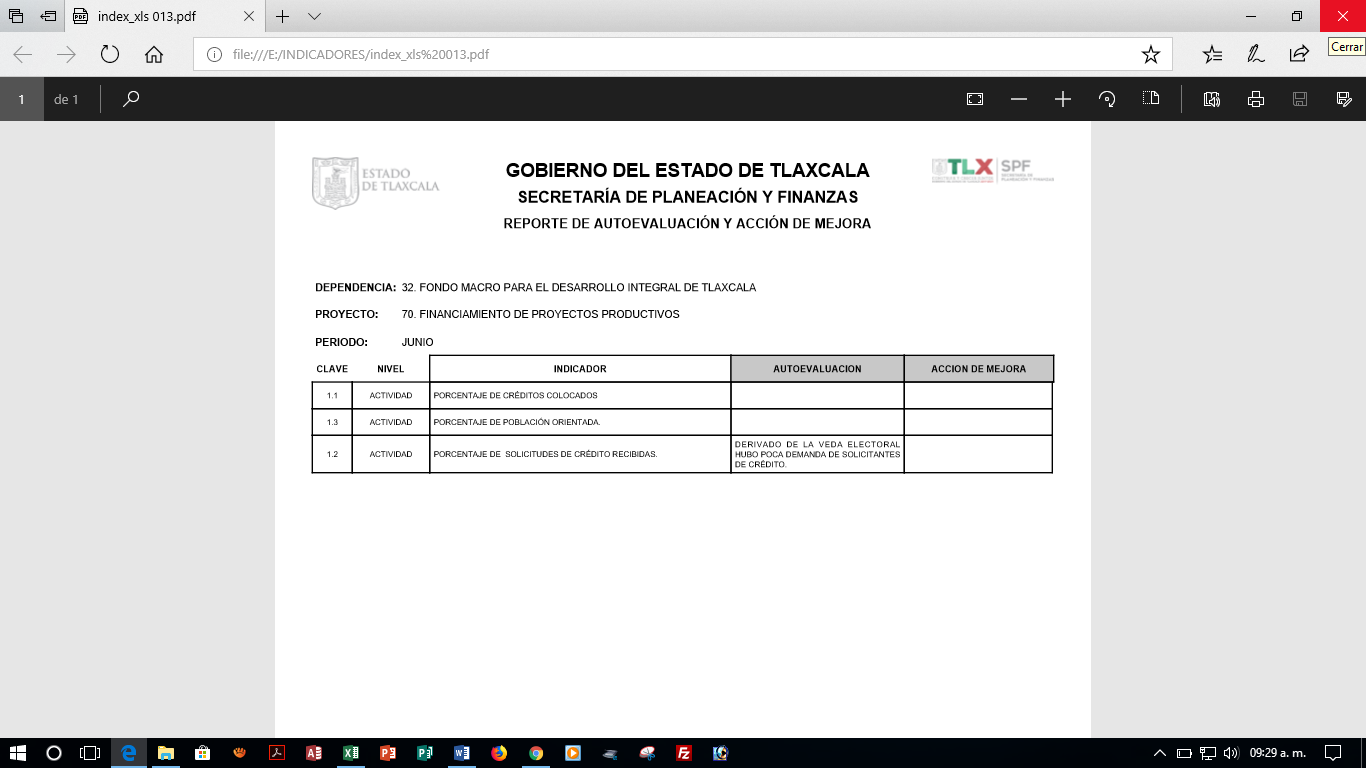 index_xls 013.pdf
file:///E:/INDICADORES/index_xls%20013.pdf
Cerrar
1 de 1
ESTADO
DE TLAXCALA
GOBIERNO DEL ESTADO DE TLAXCALA
SECRETARÍA DE PLANEACIÓN Y FINANZAS
REPORTE DE AUTOEVALUACIÓN Y ACCIÓN DE MEJORA
TLX SPF
SECRETARÍA DE
PLANEACIÓN Y FINANZAS
DEPENDENCIA: 32. FONDO MACRO PARA EL DESARROLLO INTEGRAL DE TLAXCALA
PROYECTO: 70. FINANCIAMIENTO DE PROYECTOS PRODUCTIVOS
PERIODO: JUNIO
CLAVE NIVEL INDICADOR AUTOEVALUACION ACCION DE MEJORA
1.1 ACTIVIDAD PORCENTAJE DE CRÉDITOS COLOCADOS
1.3 ACTIVIDAD PORCENTAJE DE POBLACIÓN ORIENTADA.
1.2 ACTIVIDAD PORCENTAJE DE SOLICITUDES DE CRÉDITO RECIBIDAS.
DERIVADO DE LA VEDA ELECTORAL
HUBO POCA DEMANDA DE SOLICITANTES
DE CRÉDITO.
09:29 a. m.